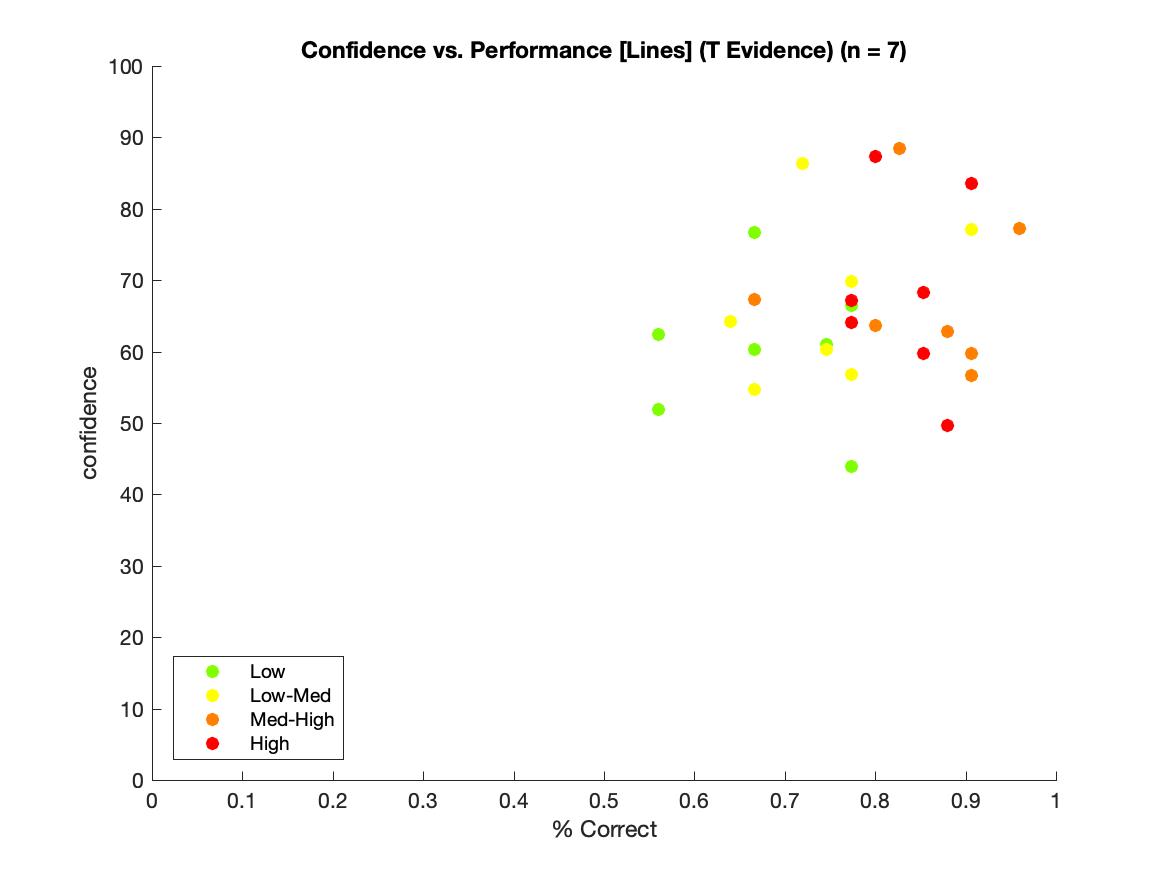 Confidence vs. Performance [Lines] (T Evidence) (n = 7)
100
90
80
70
60
50
40
30
20
10
0
confidence
Low
Low-Med
Med-High
High
0 0.1 0.2 0.3 0.4 0.5 0.6 0.7 0.8 0.9 1
% Correct